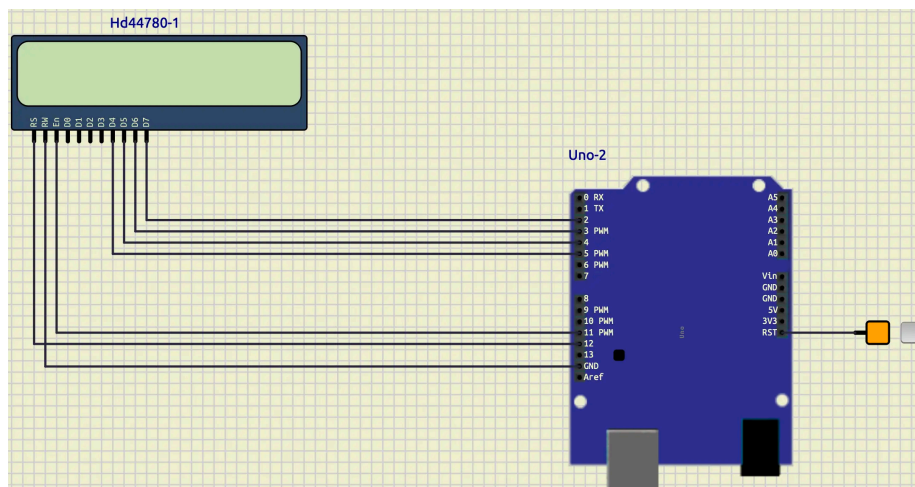 Hd44780-1
RS RW En D0 D1 D2 D3 D4 D5 D6 D7
Uno-2
0 RX A5
1 TX A4
2 A3
3 PWM A2
4 A1
5 PWM A0
6 PWM
7 Vin
GND
8 GND
9 PWM 5V
10 PWM 3V3
11 PWM RST
12
13
GND
Aref
Uno